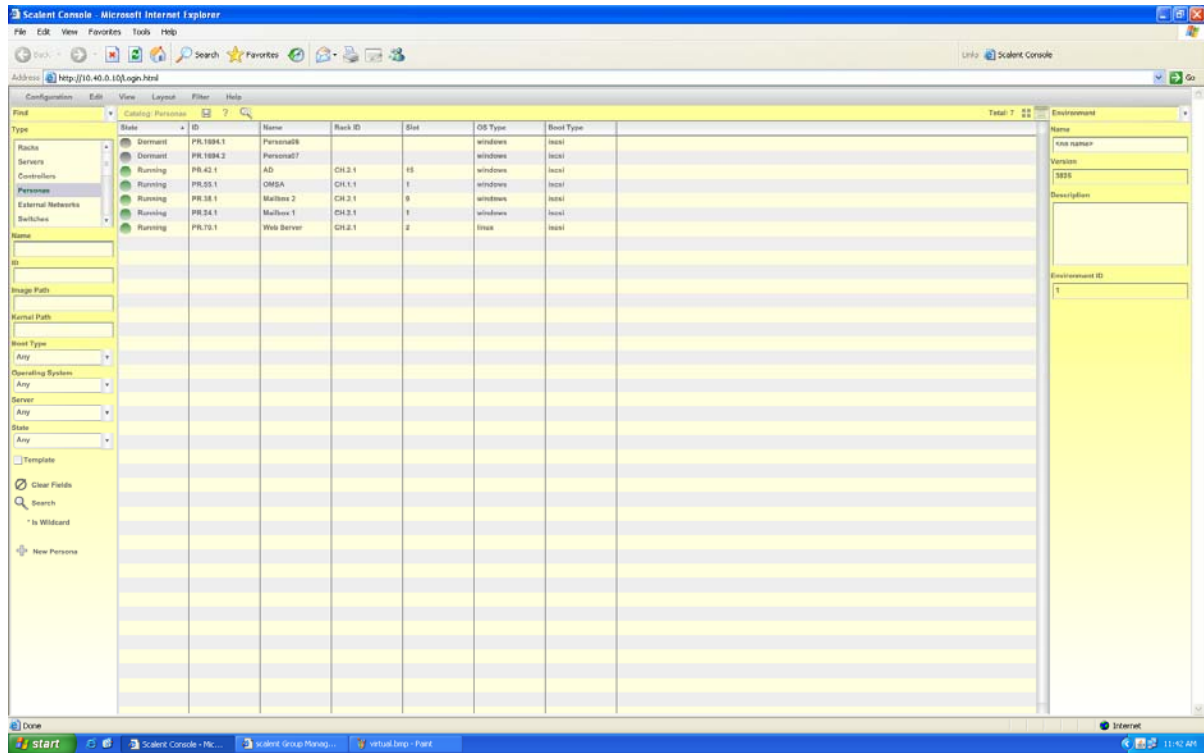 Scalent Console - Microsoft Internet Explorer
File Edit View Favorites Tools Help
Back Search Favorites Links Scalent Console
Address http://10.40.0.10/Login.html Go
Configuration Edit View Layout Filter Help
Find Catalog: Personas ? Total: 7 Environment
Type
Racks
Servers
Controllers
Personas
External Networks
Switches
Name
ID
Image Path
Kernel Path
Boot Type
Any
Operating System
Any
Server
Any
State
Any
Template
Clear Fields
Search
* Is Wildcard
New Persona
State ID Name Rack ID Slot OS Type Boot Type
Dormant PR.1694.1 Persona06 windows iscsi
Dormant PR.1694.2 Persona07 windows iscsi
Running PR.42.1 AD CH.2.1 15 windows iscsi
Running PR.55.1 OMSA CH.1.1 1 windows iscsi
Running PR.38.1 Mailbox 2 CH.2.1 windows iscsi
Running Mailbox 1 1 windows iscsi
Running PR.70.1 Web Server CH.2.1 2 linux iscsi
Name
<no name>
Version
3835
Description
Environment ID
1
Done Internet
start Scalent Console - Mic... scalent Group Manag... virtual.bmp - Paint 11:42 AM